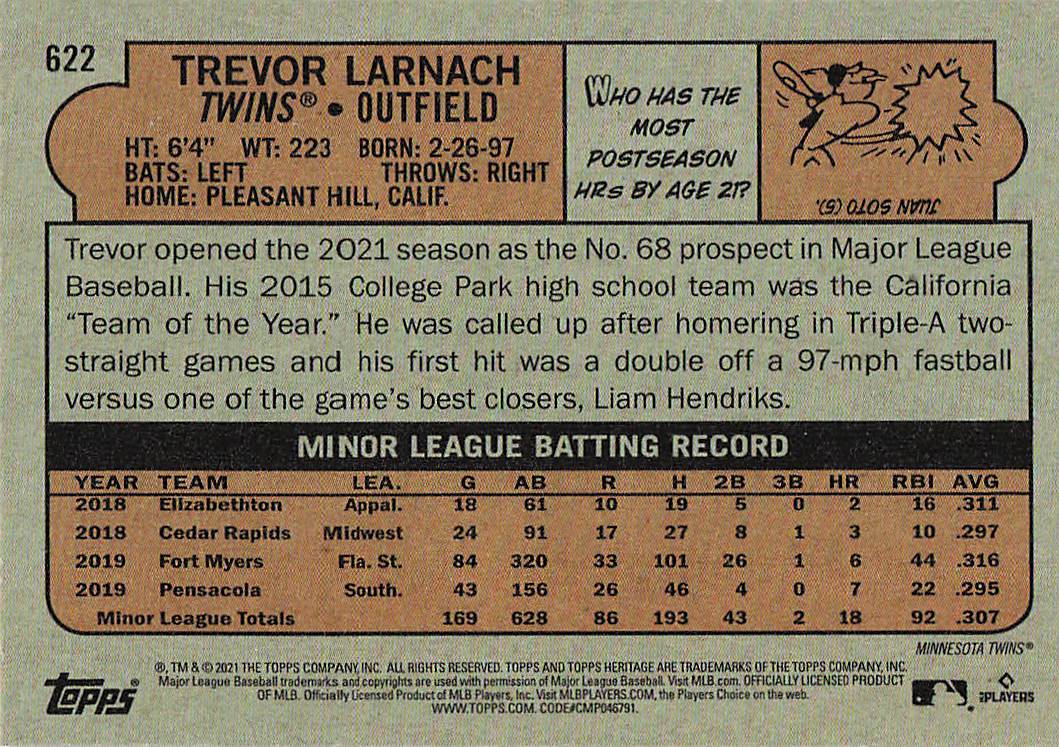 622
TREVOR LARNACH
TWINS® • OUTFIELD
HT: 6'4" WT: 223 BORN: 2-26-97
BATS: LEFT THROWS: RIGHT
HOME: PLEASANT HILL, CALIF.
WHO HAS THE
MOST
POSTSEASON
HRs BY AGE 21?
JUAN SOTO (5).
Trevor opened the 2021 season as the No. 68 prospect in Major League
Baseball. His 2015 College Park high school team was the California
"Team of the Year." He was called up after homering in Triple-A two-
straight games and his first hit was a double off a 97-mph fastball
versus one of the game's best closers, Liam Hendriks.
MINOR LEAGUE BATTING RECORD
YEAR TEAM LEA. G AB R H 2B 3B HR RBI AVG
2018 Elizabethton Appal. 18 61 10 19 5 0 2 16 .311
2018 Cedar Rapids Midwest 24 91 17 27 8 1 3 10 .297
2019 Fort Myers Fla. St. 84 320 33 101 26 1 6 44 .316
2019 Pensacola South. 43 156 26 46 4 0 7 22 .295
Minor League Totals 169 628 86 193 43 2 18 92 .307
MINNESOTA TWINS®
®, TM & © 2021 THE TOPPS COMPANY, INC. ALL RIGHTS RESERVED. TOPPS AND TOPPS HERITAGE ARE TRADEMARKS OF THE TOPPS COMPANY, INC.
Major League Baseball trademarks and copyrights are used with permission of Major League Baseball. Visit MLB.com. OFFICIALLY LICENSED PRODUCT
OF MLB. Officially Licensed Product of MLB Players, Inc. Visit MLBPLAYERS.COM, the Players Choice on the web.
WWW.TOPPS.COM. CODE#CMP046791.
TOPPS®
PLAYERS